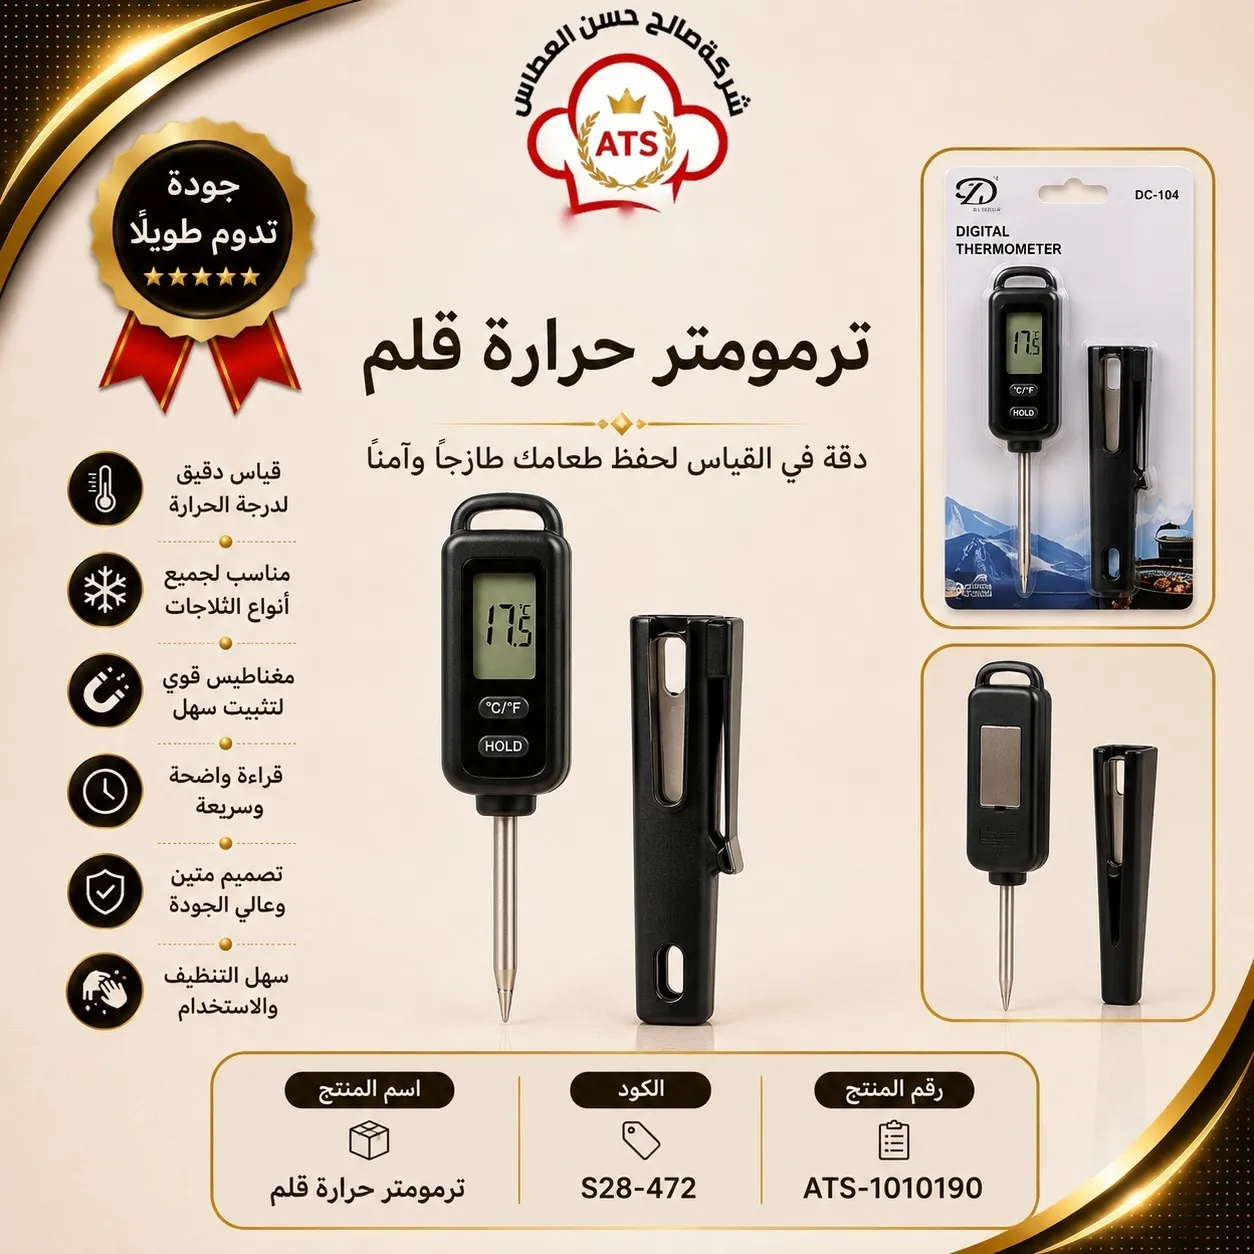 شركة صالح حسن العطاس
ATS
جودة
تدوم طويلًا
ترمومتر حرارة قلم
دقة في القياس لحفظ طعامك طازجاً وآمناً
قياس دقيق
لدرجة الحرارة
مناسب لجميع
أنواع الثلاجات
مغناطيس قوي
لتثبيت سهل
قراءة واضحة
وسريعة
تصميم متين
وعالي الجودة
سهل التنظيف
والاستخدام
17.5 °C
°C/°F
HOLD
DC-104
DIGITAL
THERMOMETER
17.5 °C
°C/°F
HOLD
رقم المنتج
ATS-1010190
الكود
S28-472
اسم المنتج
ترمومتر حرارة قلم